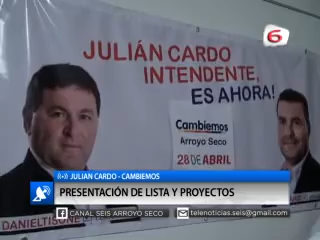 6
JULIÁN CARDO
INTENDENTE,
ES AHORA!
Cambiemos
Arroyo Seco
28 DE ABRIL
JULIAN CARDO - CAMBIEMOS
PRESENTACIÓN DE LISTA Y PROYECTOS
DANIELTISONE
CANAL SEIS ARROYO SECO
telenoticias.seis@gmail.com